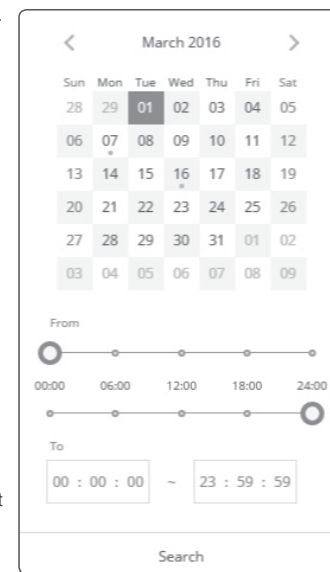 March 2016
Sun Mon Tue Wed Thu Fri Sat
28 29 01 02 03 04 05
06 07 08 09 10 11 12
13 14 15 16 17 18 19
20 21 22 23 24 25 26
27 28 29 30 31 01 02
03 04 05 06 07 08 09
From
00:00 06:00 12:00 18:00 24:00
To
00 : 00 : 00 ~ 23 : 59 : 59
Search